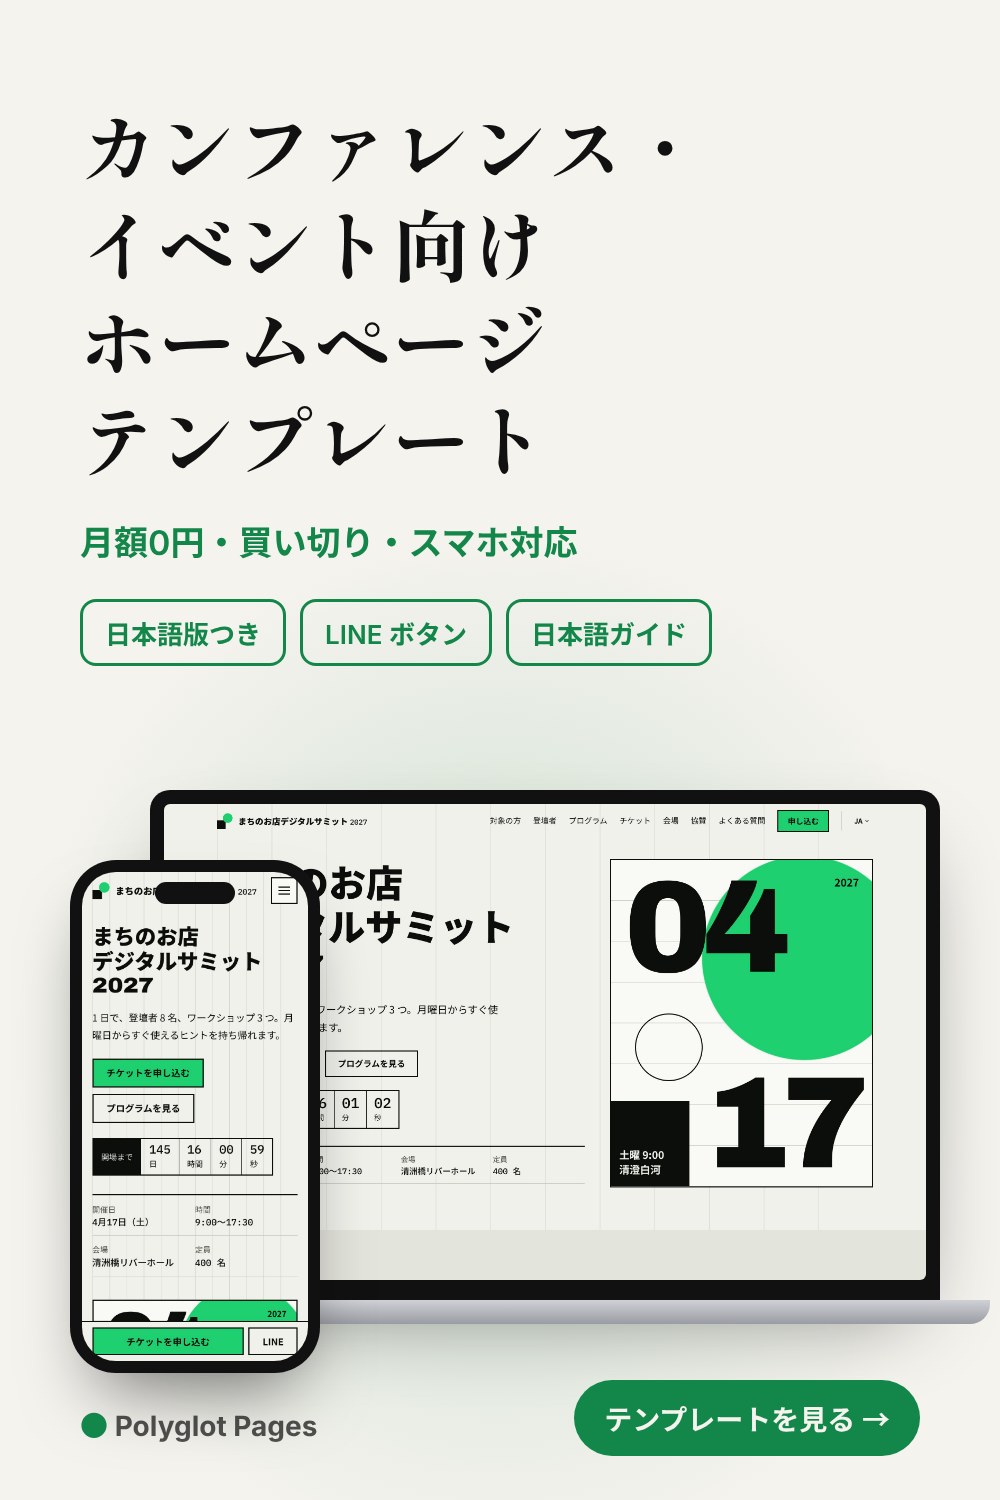 カンファレンス・
イベント向け
ホームページ
テンプレート
月額0円・買い切り・スマホ対応
日本語版つき
LINE ボタン
日本語ガイド
まちのお店デジタルサミット 2027
対象の方 登壇者 プログラム チケット 会場 協賛 よくある質問 申し込む JA
のお店
タルサミット
ワークショップ 3 つ。月曜日からすぐ使
ます。
プログラムを見る
6 01 02
分 秒
会場 定員
00〜17:30 清洲橋リバーホール 400 名
2027
04
17
土曜 9:00
清澄白河
まちのお店 2027
まちのお店
デジタルサミット
2027
1 日で、登壇者 8 名、ワークショップ 3 つ。月
曜日からすぐ使えるヒントを持ち帰れます。
チケットを申し込む
プログラムを見る
開場まで
145 16 00 59
日 時間 分 秒
開催日 時間
4月17日（土） 9:00〜17:30
会場 定員
清洲橋リバーホール 400 名
2027
04
チケットを申し込む LINE
Polyglot Pages
テンプレートを見る →